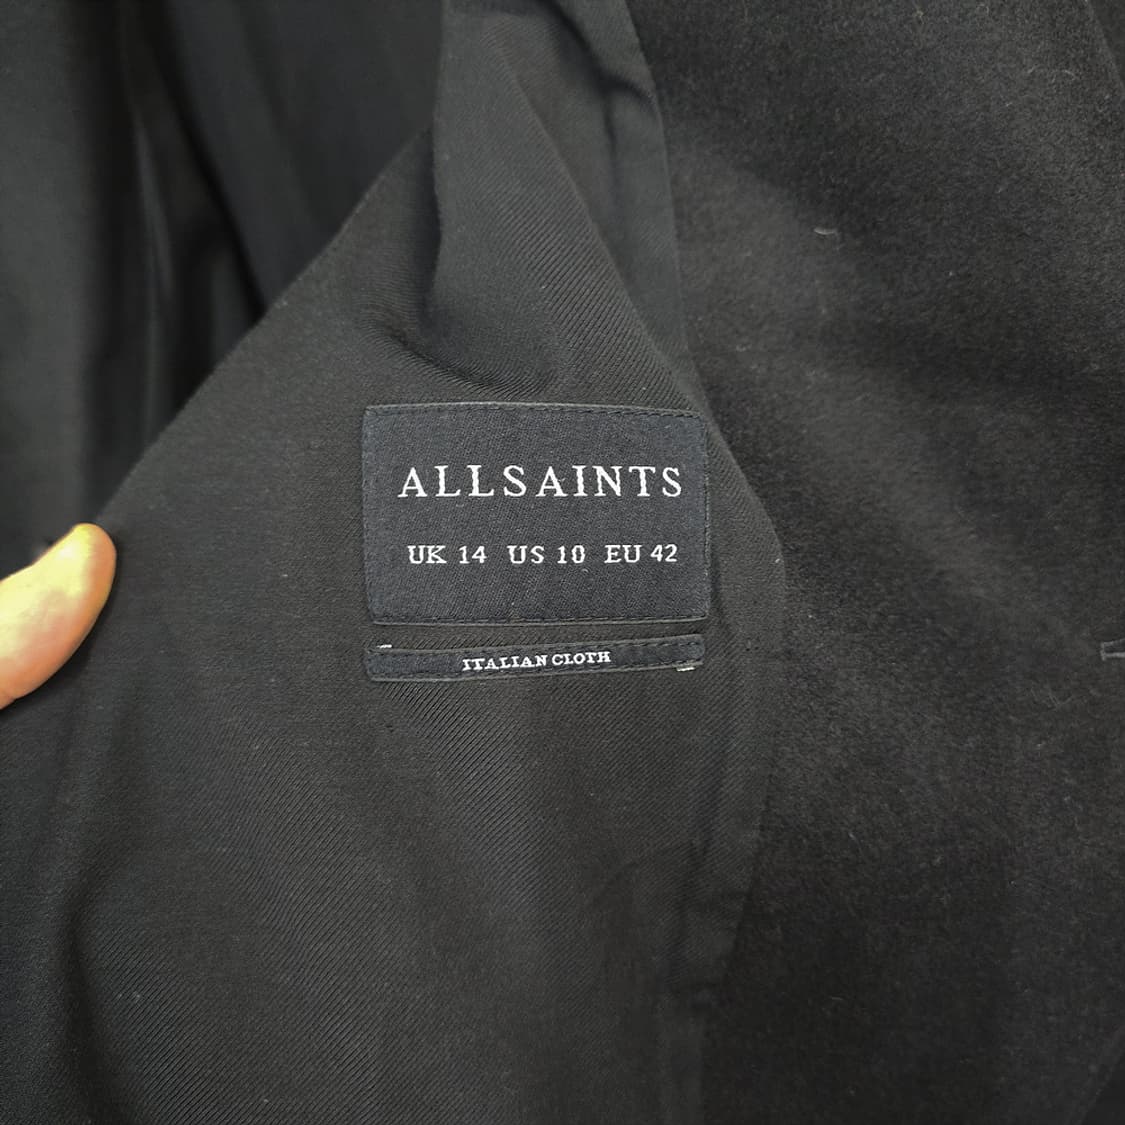 ALLSAINTS
UK 14 US 10 EU 42
ITALIAN CLOTH